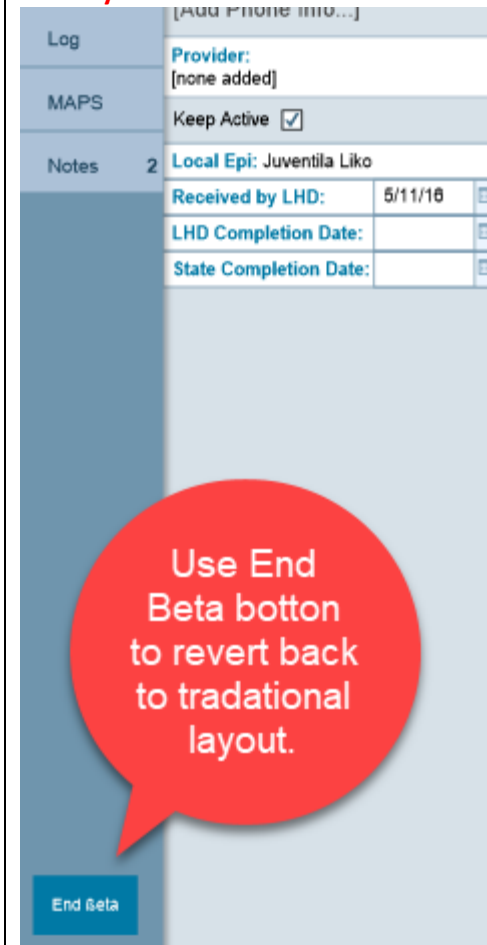 [Add Phone Info...]
Log
Provider:
[none added]
MAPS
Keep Active
Notes 2
Local Epi: Juventila Liko
Received by LHD: 5/11/16
LHD Completion Date:
State Completion Date:
Use End
Beta botton
to revert back
to tradational
layout.
End Beta